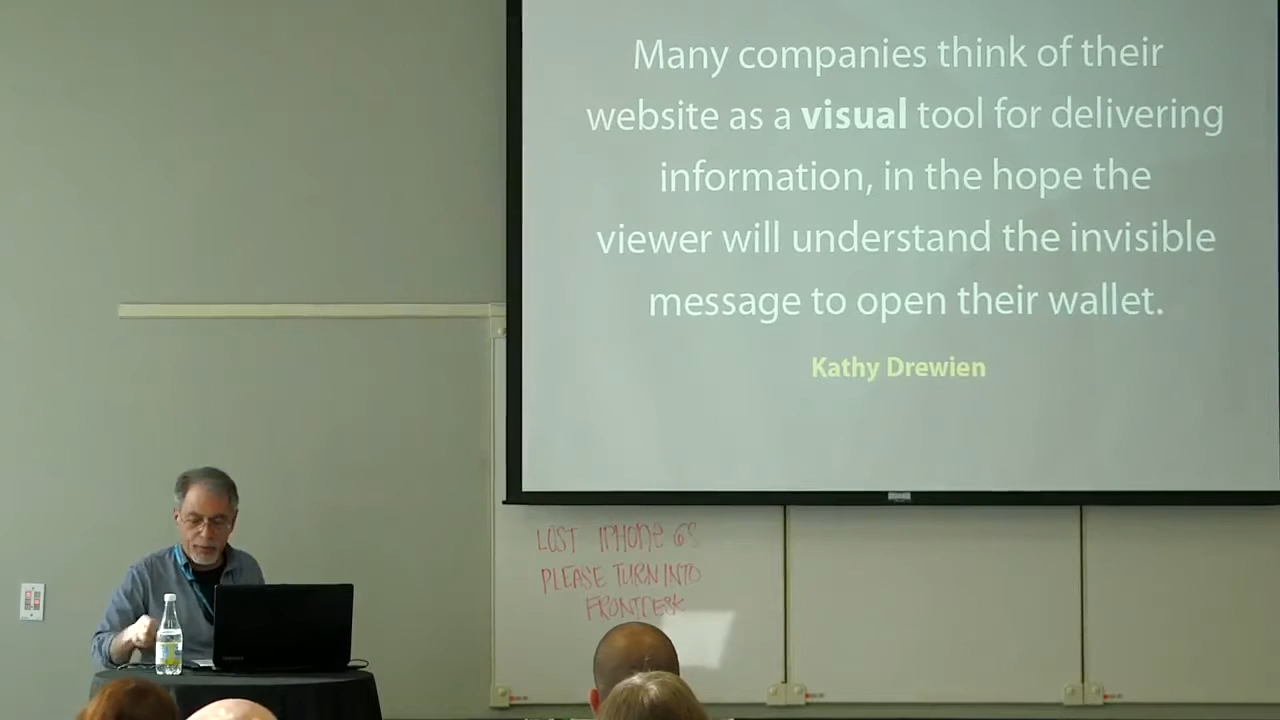 Many companies think of their
website as a visual tool for delivering
information, in the hope the
viewer will understand the invisible
message to open their wallet.
Kathy Drewien
LOST IPHONE 6S
PLEASE TURN INTO
FRONTDESK